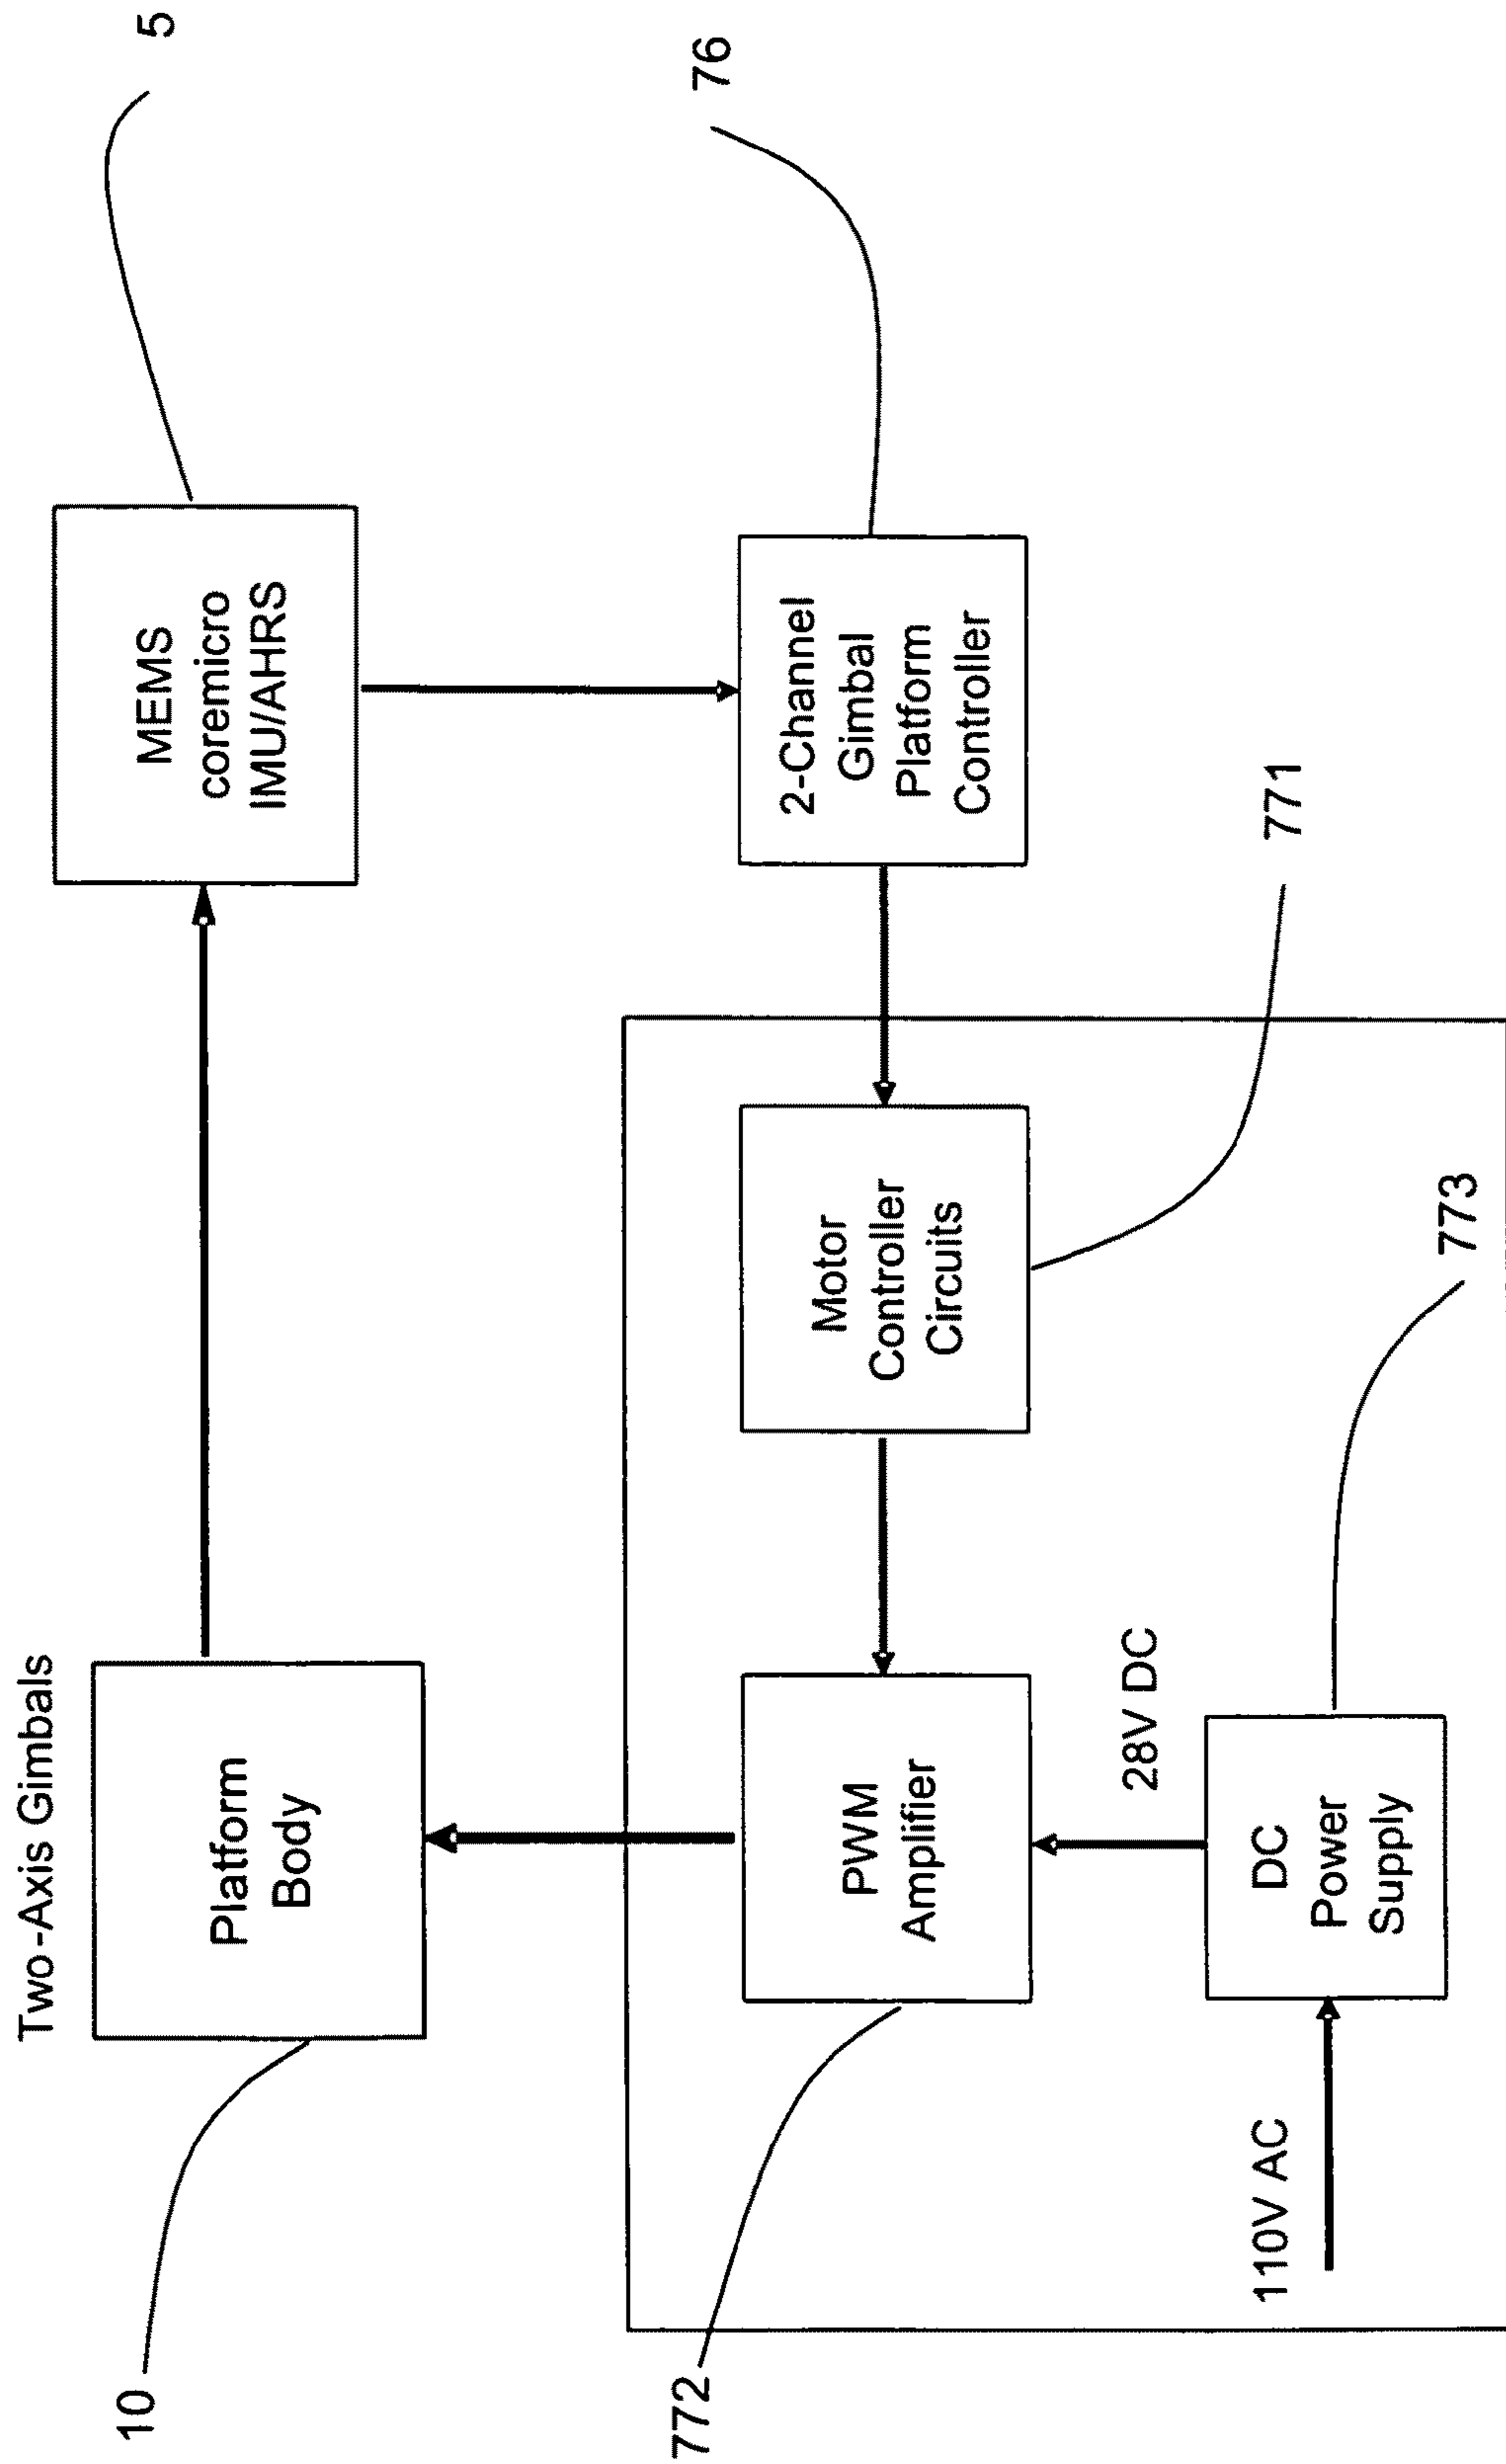 Two-Axis Gimbals
10
Platform
Body
MEMS
coremicro
IMU/AHRS
5
772
PWM
Amplifier
Motor
Controller
Circuits
2-Channel
Gimbal
Platform
Controller
76
28V DC
771
110V AC
DC
Power
Supply
773